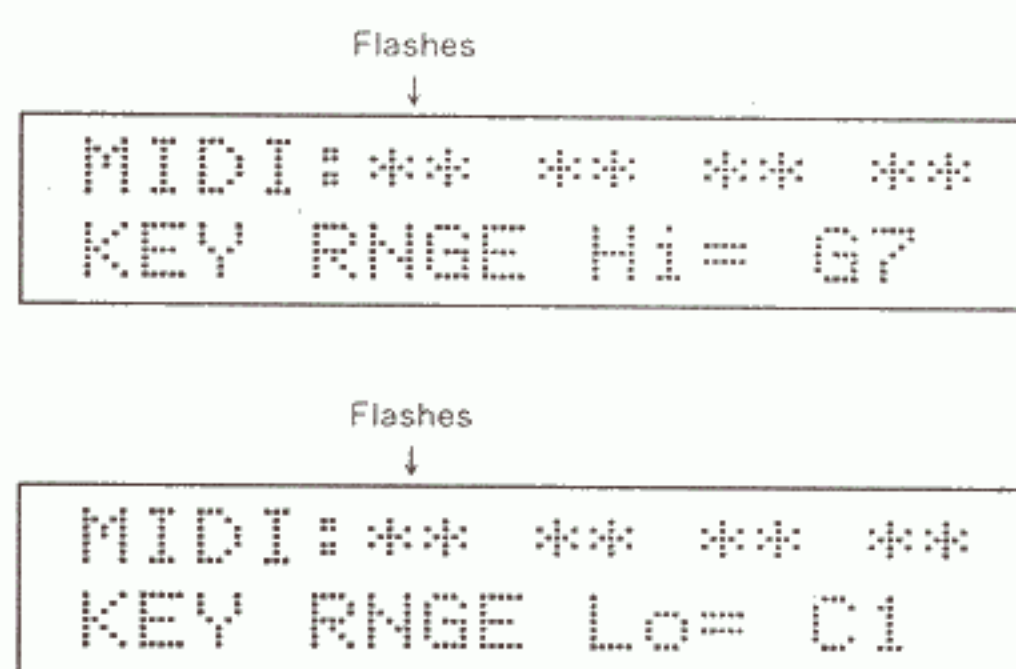 Flashes
MIDI:** ** ** **
KEY RNGE Hi= G7
Flashes
MIDI:** ** ** **
KEY RNGE Lo= C1